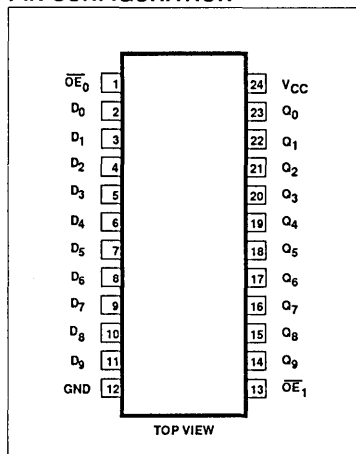 OE0 1 24 VCC
D0 2 23 Q0
D1 3 22 Q1
D2 4 21 Q2
D3 5 20 Q3
D4 6 19 Q4
D5 7 18 Q5
D6 8 17 Q6
D7 9 16 Q7
D8 10 15 Q8
D9 11 14 Q9
GND 12 13 OE1
TOP VIEW